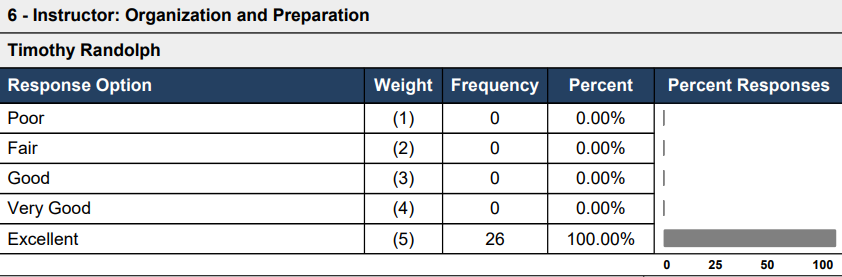 6 - Instructor: Organization and Preparation
Timothy Randolph
Response Option Weight Frequency Percent Percent Responses
Poor (1) 0 0.00%
Fair (2) 0 0.00%
Good (3) 0 0.00%
Very Good (4) 0 0.00%
Excellent (5) 26 100.00%
0 25 50 100